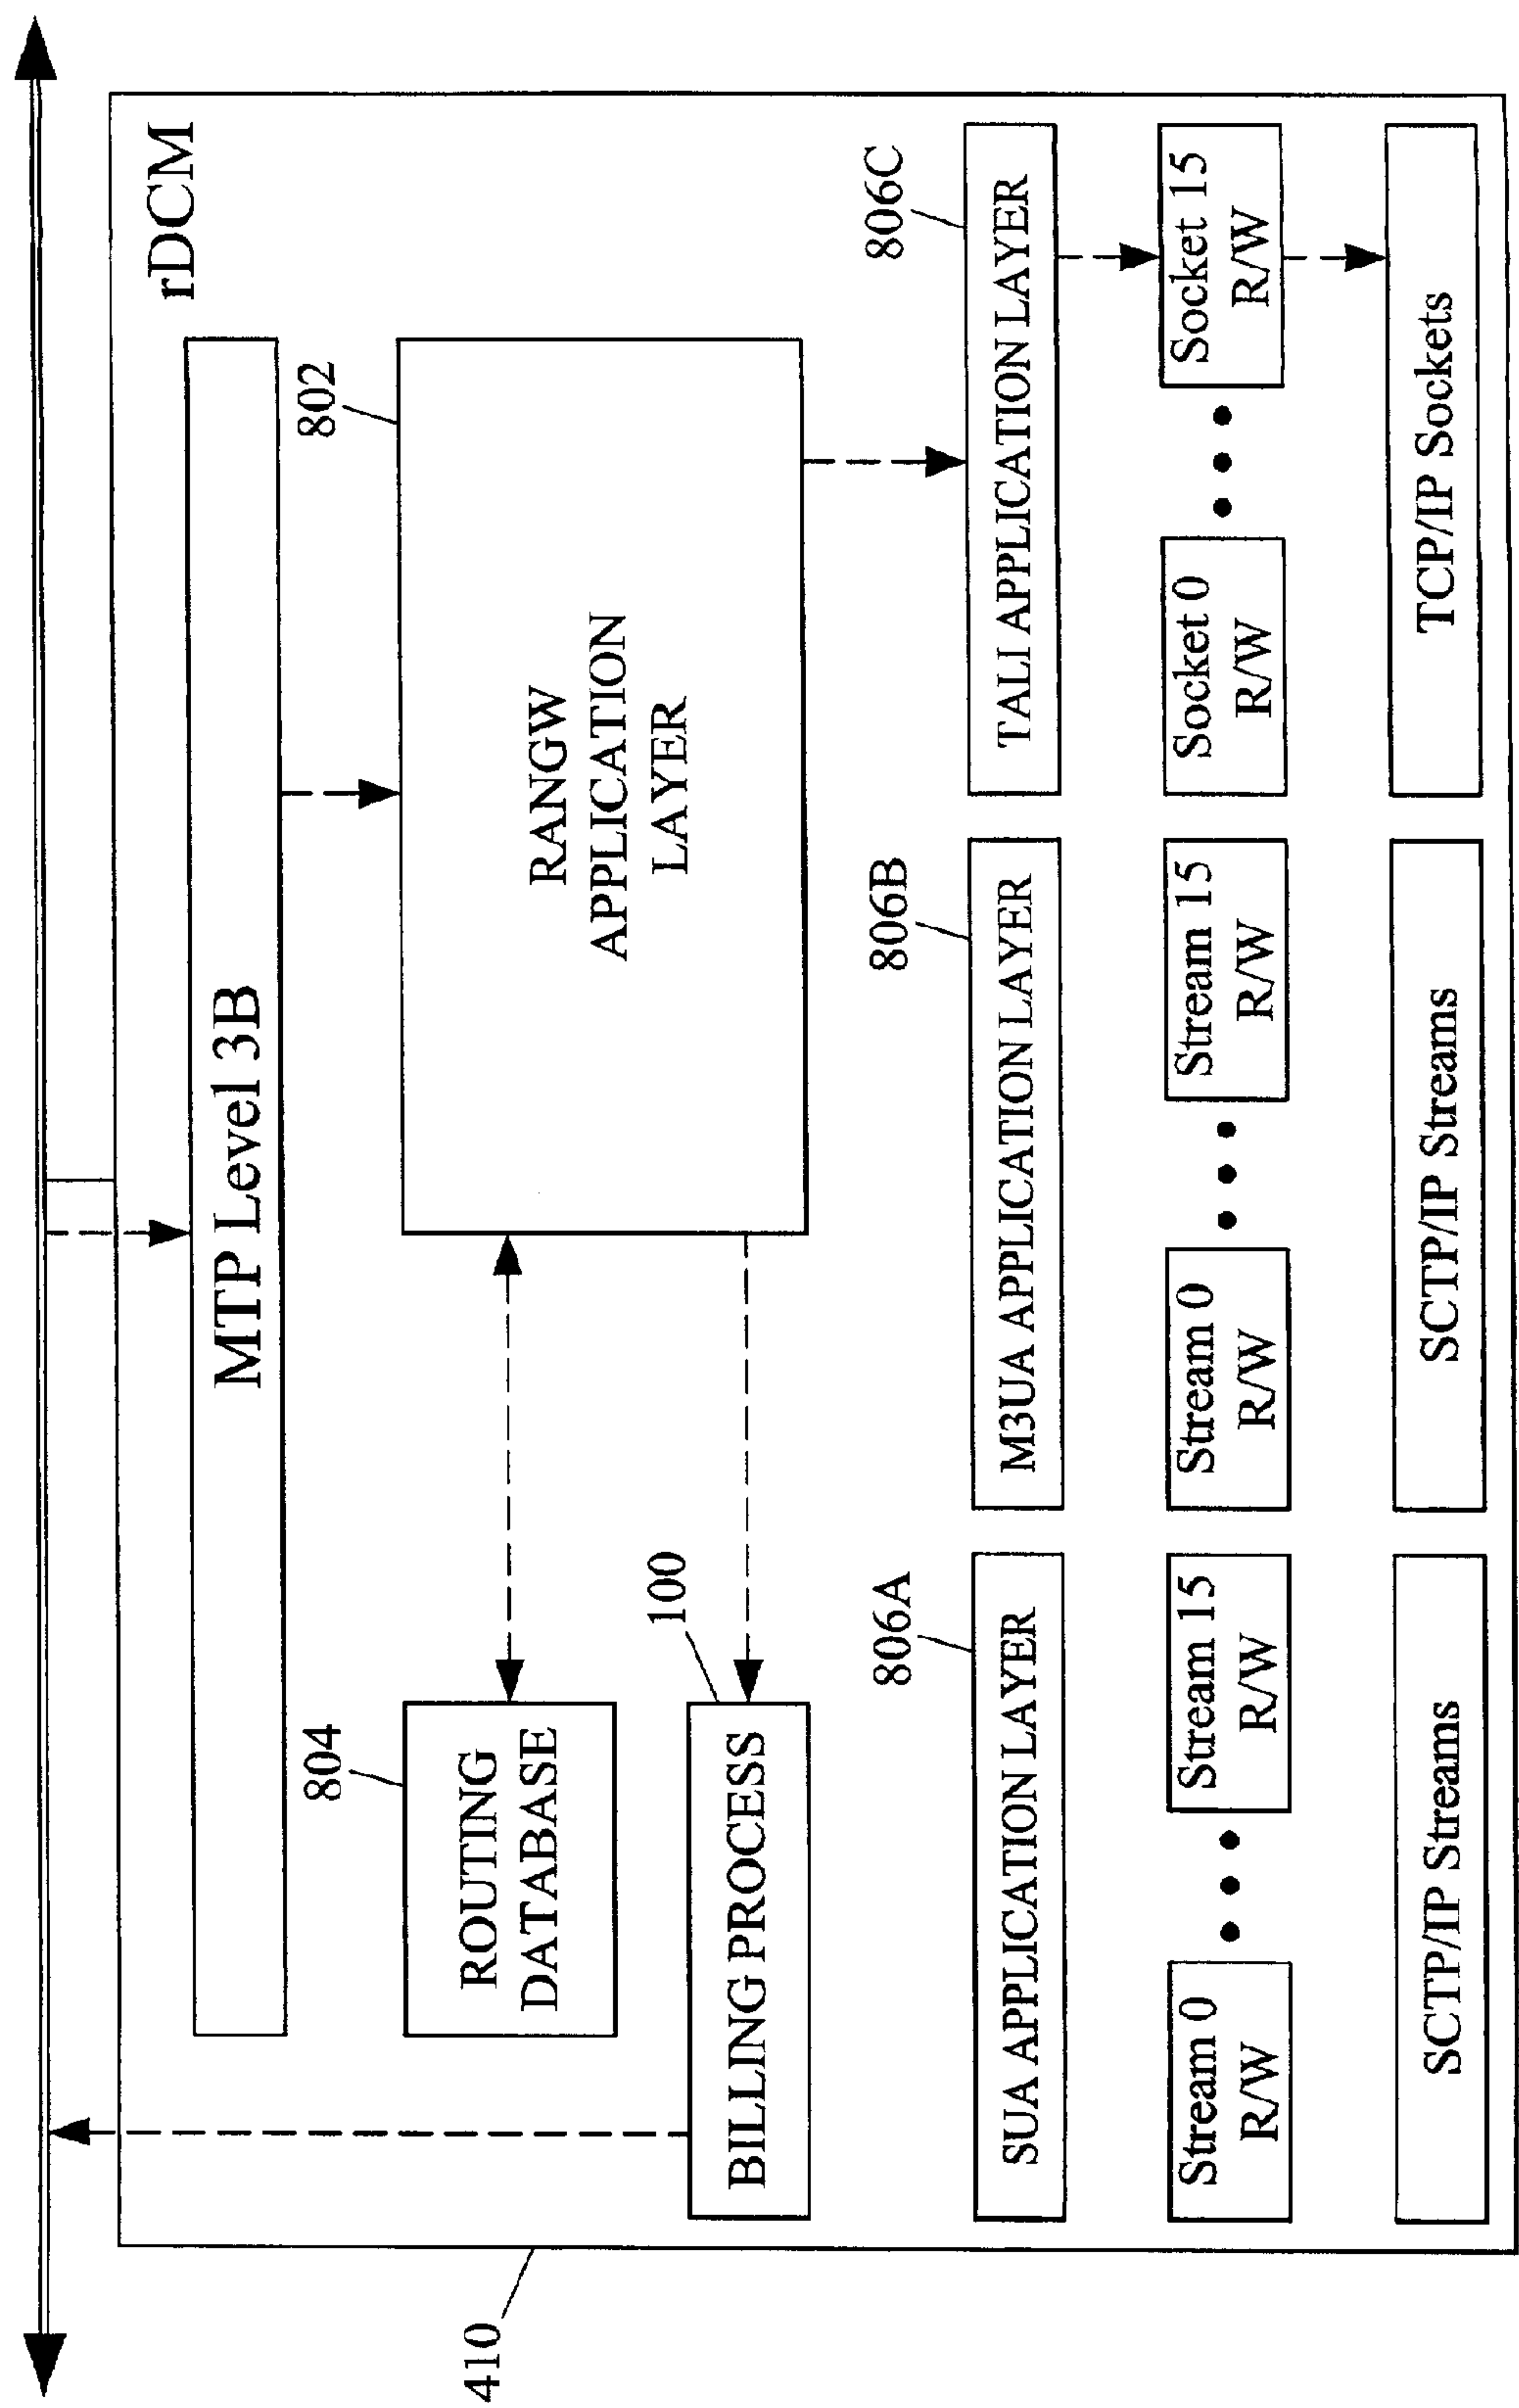 rDCM
MTP Level 3B
802
RANGW
APPLICATION
LAYER
804
ROUTING
DATABASE
100
BILLING PROCESS
410
806A
SUA APPLICATION LAYER
Stream 0
R/W
Stream 15
R/W
SCTP/IP Streams
806B
M3UA APPLICATION LAYER
Stream 0
R/W
Stream 15
R/W
SCTP/IP Streams
806C
TALI APPLICATION LAYER
Socket 0
R/W
Socket 15
R/W
TCP/IP Sockets